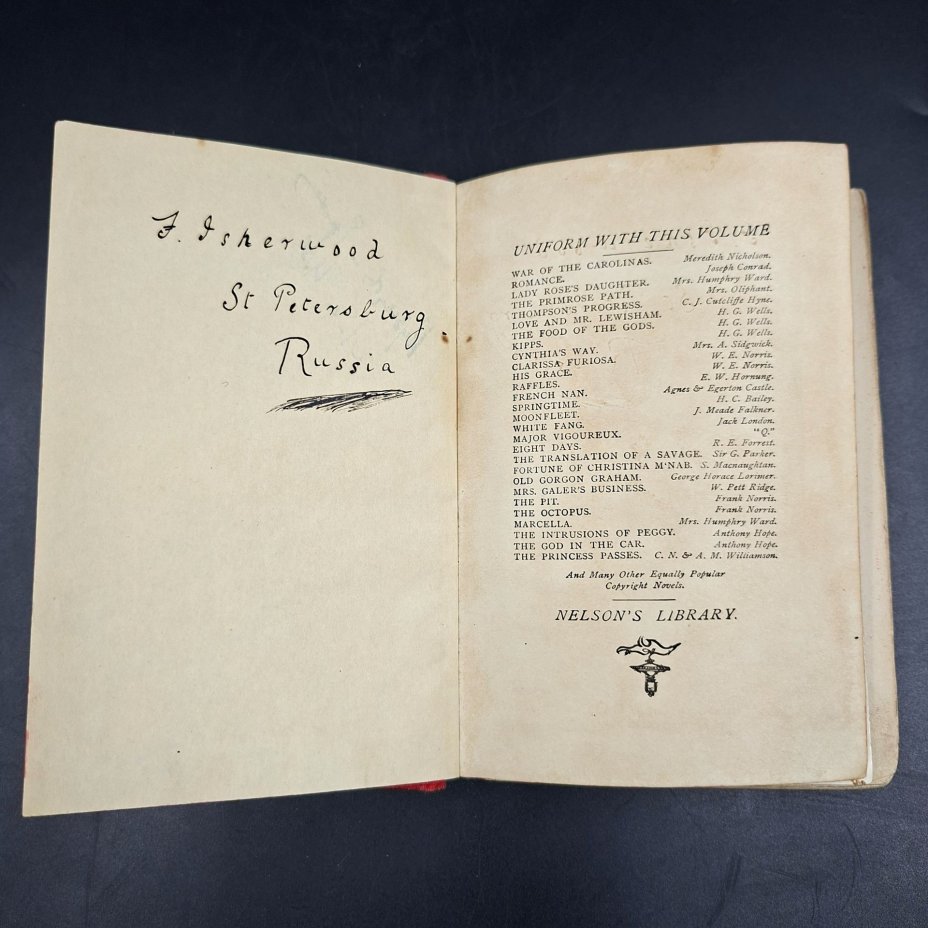 F. Isherwood
St Petersburg
Russia
UNIFORM WITH THIS VOLUME
WAR OF THE CAROLINAS. Meredith Nicholson.
ROMANCE. Joseph Conrad.
LADY ROSE'S DAUGHTER. Mrs. Humphry Ward.
THE PRIMROSE PATH. Mrs. Oliphant.
THOMPSON'S PROGRESS. C. J. Cutcliffe Hyne.
LOVE AND MR. LEWISHAM. H. G. Wells.
THE FOOD OF THE GODS. H. G. Wells.
KIPPS. H. G. Wells.
CYNTHIA'S WAY. Mrs. A. Sidgwick.
CLARISSA FURIOSA. W. E. Norris.
HIS GRACE. W. E. Norris.
RAFFLES. E. W. Hornung.
FRENCH NAN. Agnes & Egerton Castle.
SPRINGTIME. H. C. Bailey.
MOONFLEET. J. Meade Falkner.
WHITE FANG. Jack London.
MAJOR VIGOUREUX. "Q."
EIGHT DAYS. R. E. Forrest.
THE TRANSLATION OF A SAVAGE. Sir G. Parker.
FORTUNE OF CHRISTINA M'NAB. S. Macnaughtan.
OLD GORGON GRAHAM. George Horace Lorimer.
MRS. GALER'S BUSINESS. W. Pett Ridge.
THE PIT. Frank Norris.
THE OCTOPUS. Frank Norris.
MARCELLA. Mrs. Humphry Ward.
THE INTRUSIONS OF PEGGY. Anthony Hope.
THE GOD IN THE CAR. Anthony Hope.
THE PRINCESS PASSES. C. N. & A. M. Williamson.
And Many Other Equally Popular
Copyright Novels.
NELSON'S LIBRARY.